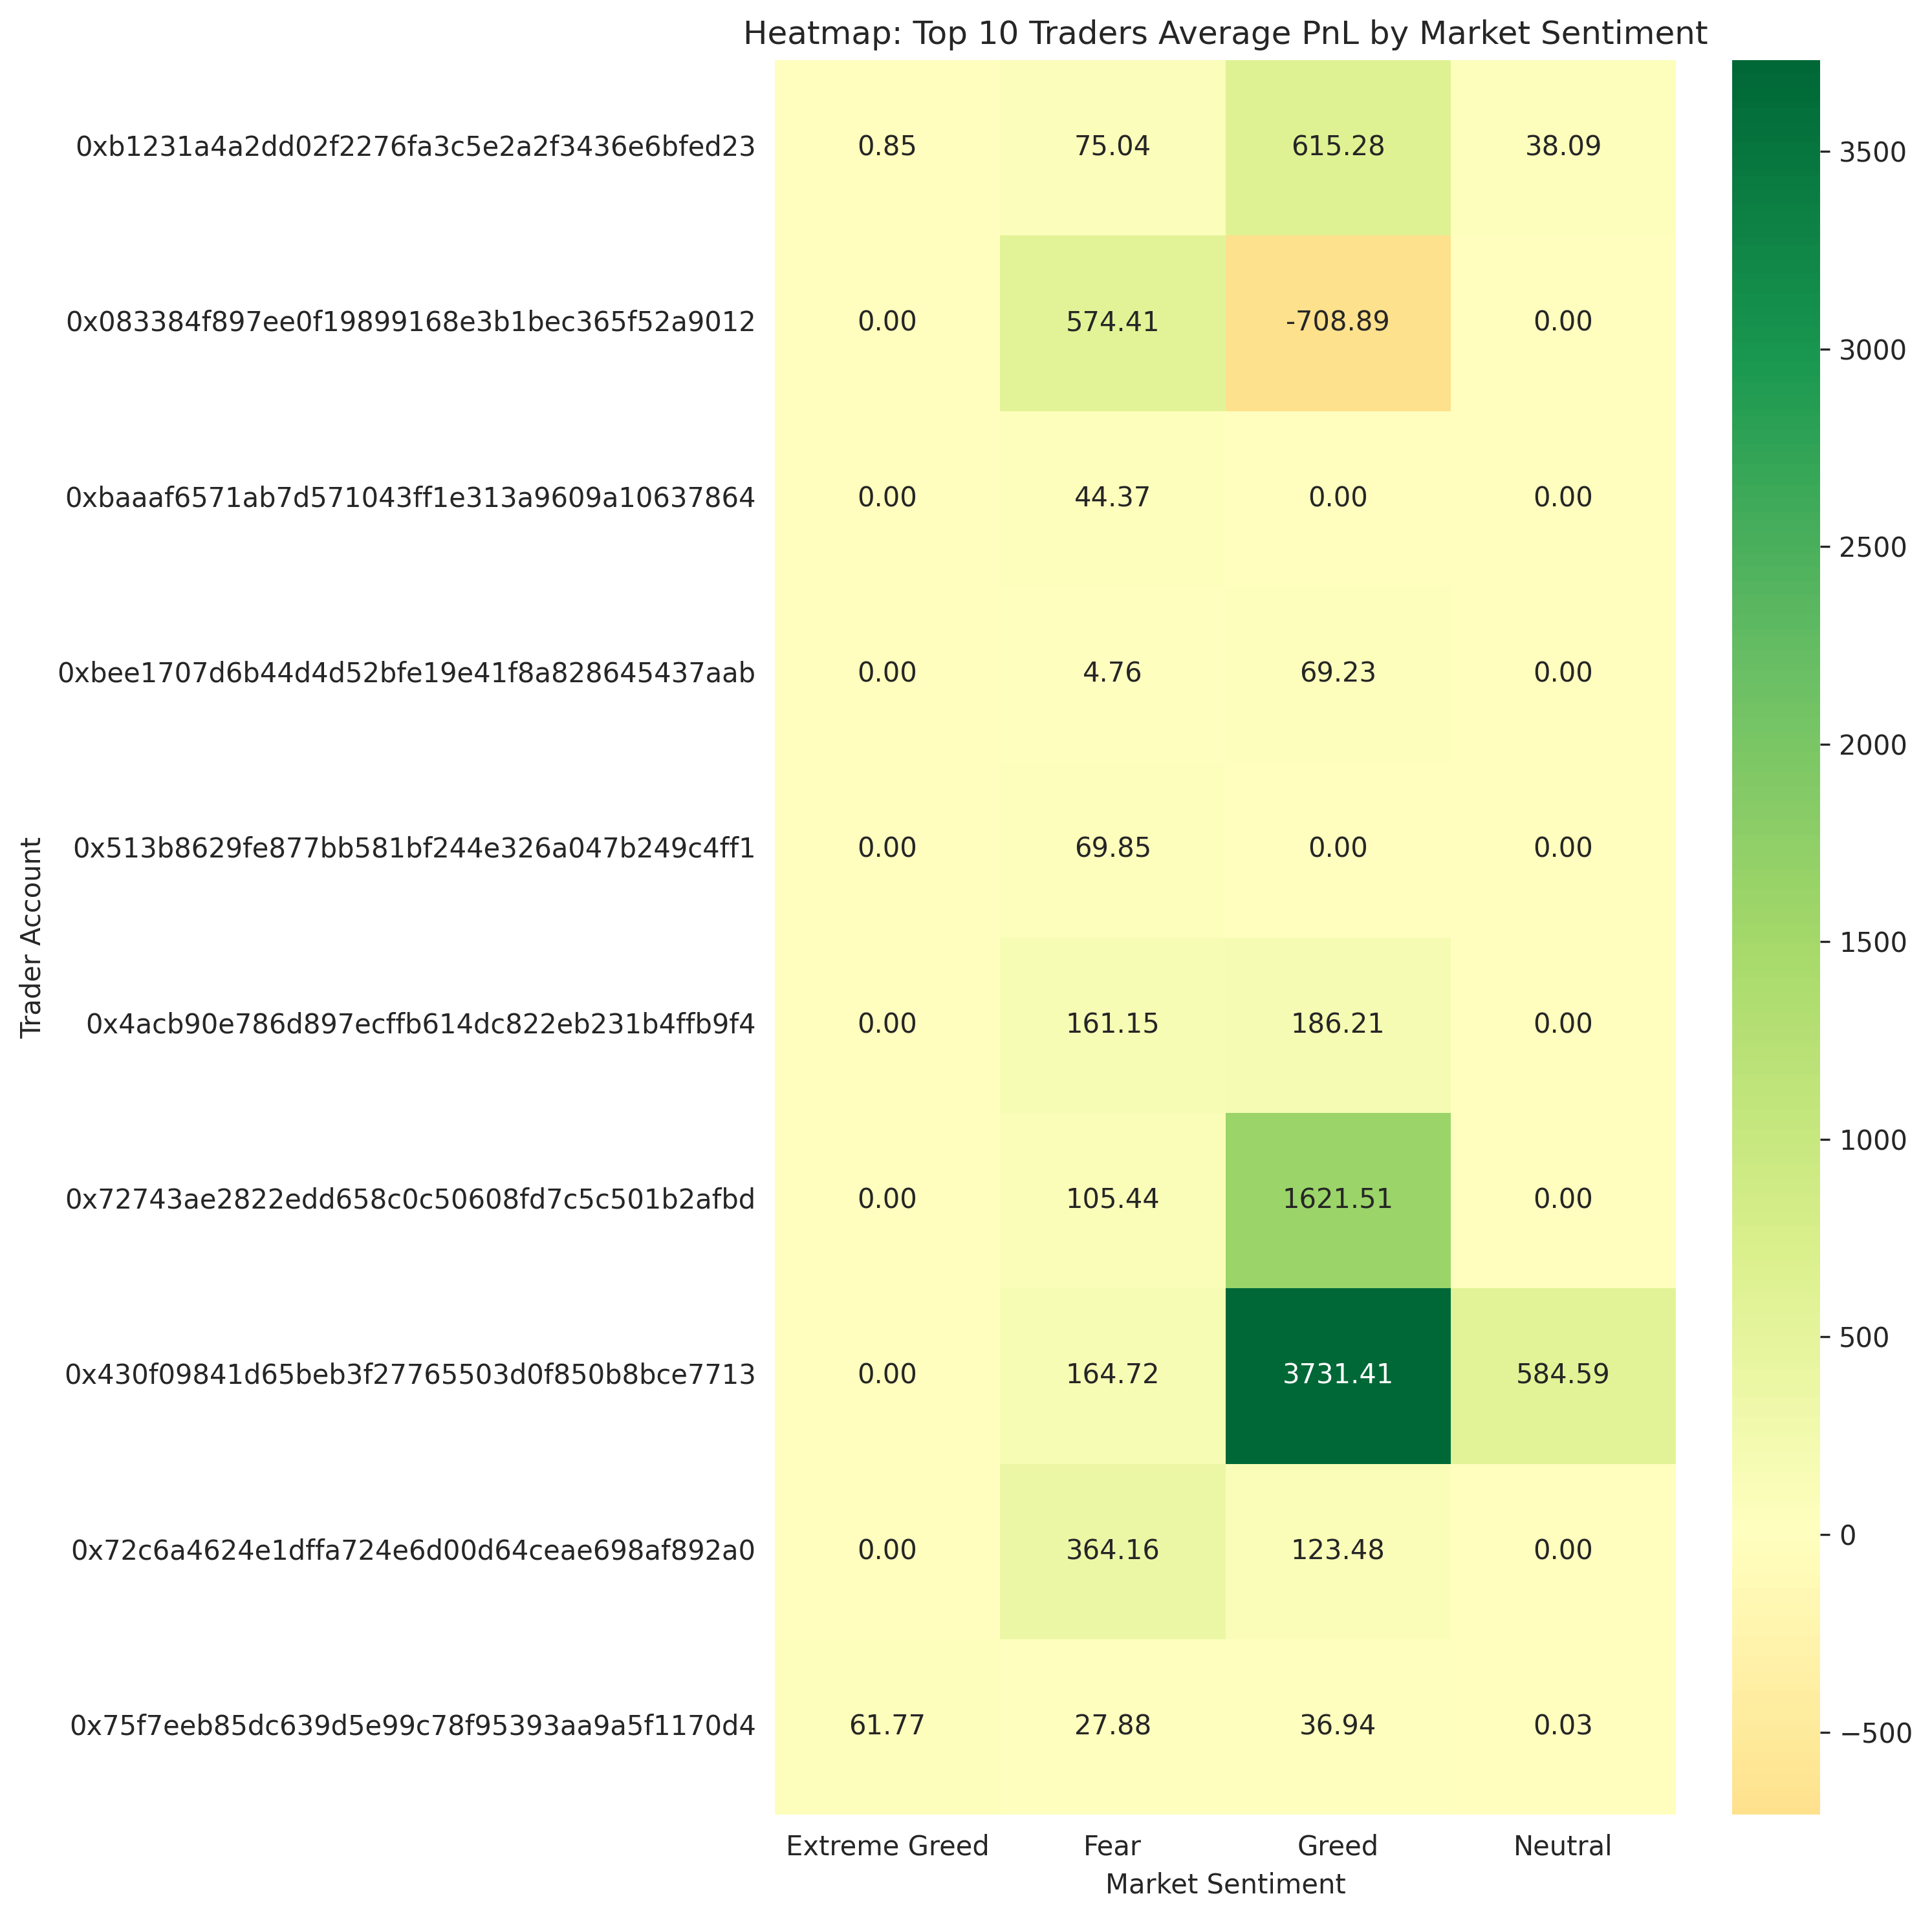 Heatmap: Top 10 Traders Average PnL by Market Sentiment
0xb1231a4a2dd02f2276fa3c5e2a2f3436e6bfed23 0.85 75.04 615.28 38.09
0x083384f897ee0f19899168e3b1bec365f52a9012 0.00 574.41 -708.89 0.00
0xbaaaf6571ab7d571043ff1e313a9609a10637864 0.00 44.37 0.00 0.00
0xbee1707d6b44d4d52bfe19e41f8a828645437aab 0.00 4.76 69.23 0.00
0x513b8629fe877bb581bf244e326a047b249c4ff1 0.00 69.85 0.00 0.00
0x4acb90e786d897ecffb614dc822eb231b4ffb9f4 0.00 161.15 186.21 0.00
0x72743ae2822edd658c0c50608fd7c5c501b2afbd 0.00 105.44 1621.51 0.00
0x430f09841d65beb3f27765503d0f850b8bce7713 0.00 164.72 3731.41 584.59
0x72c6a4624e1dffa724e6d00d64ceae698af892a0 0.00 364.16 123.48 0.00
0x75f7eeb85dc639d5e99c78f95393aa9a5f1170d4 61.77 27.88 36.94 0.03
Extreme Greed Fear Greed Neutral
Market Sentiment
Trader Account
3500
3000
2500
2000
1500
1000
500
0
−500